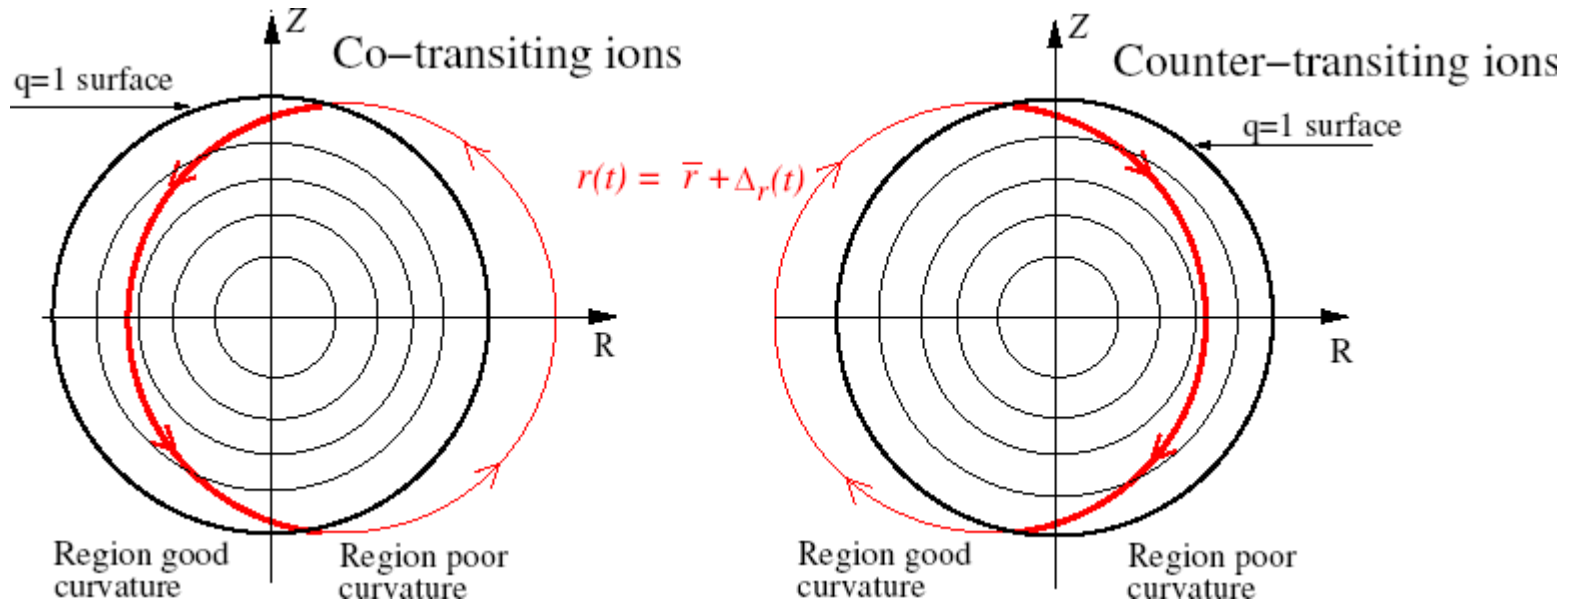 Z
Co−transiting ions
q=1 surface
R
Region good
curvature
Region poor
curvature
r(t) = r̅ + Δr(t)
Z
Counter−transiting ions
q=1 surface
R
Region good
curvature
Region poor
curvature